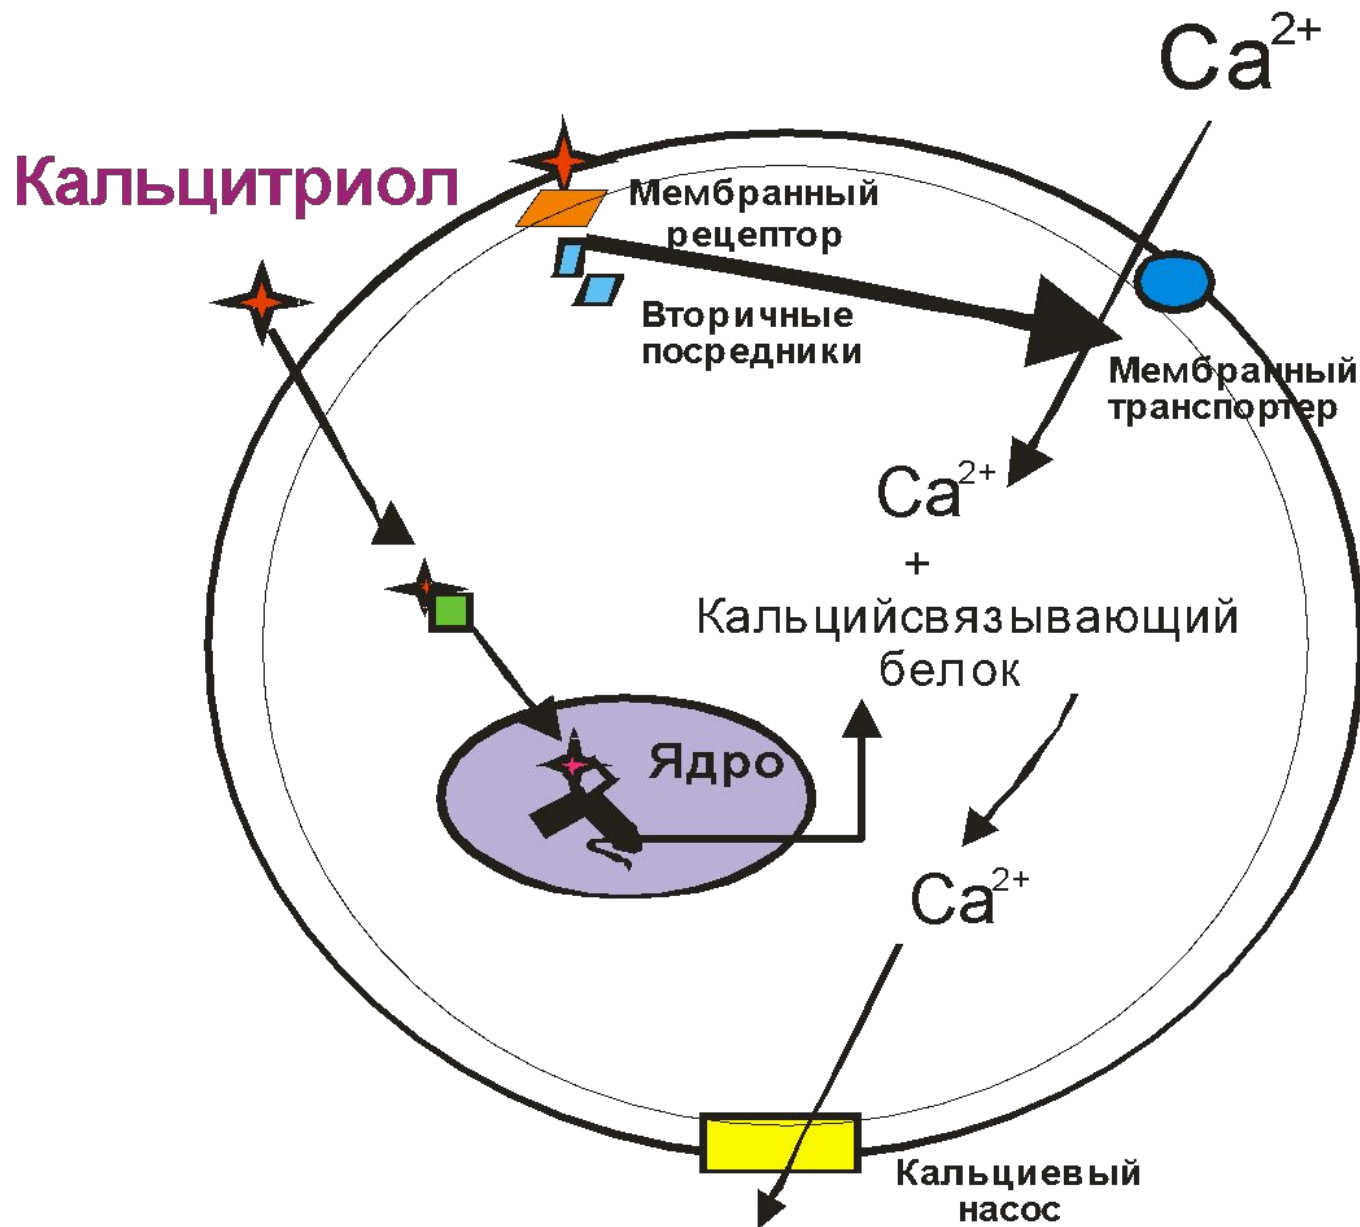 Ca2+
Кальцитриол
Мембранный
рецептор
Вторичные
посредники
Мембранный
транспортер
Ca2+
+
Кальцийсвязывающий
белок
Ядро
Ca2+
Кальциевый
насос